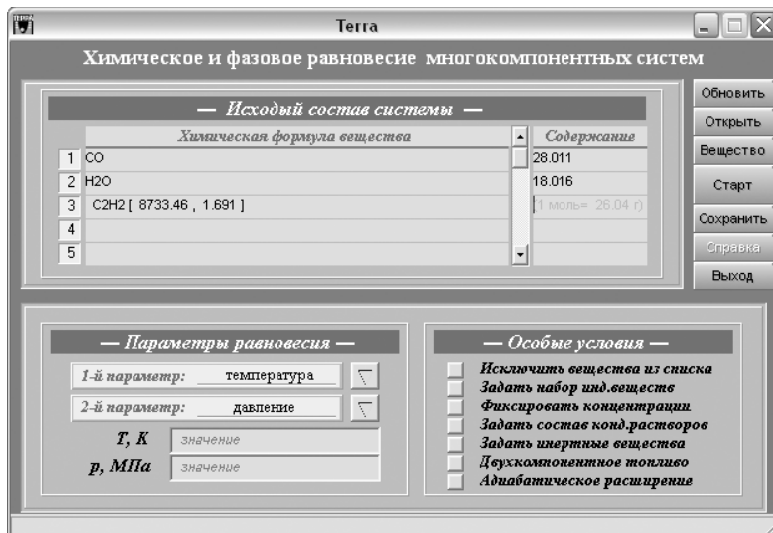 TERRA
Terra
Химическое и фазовое равновесие многокомпонентных систем
— Исходый состав системы —
Химическая формула вещества Содержание
1 CO 28.011
2 H2O 18.016
3 C2H2 [ 8733.46 , 1.691 ] (1 моль= 26.04 г)
4
5
Обновить
Открыть
Вещество
Старт
Сохранить
Справка
Выход
— Параметры равновесия —
1-й параметр: температура
2-й параметр: давление
T, K значение
p, МПа значение
— Особые условия —
Исключить вещества из списка
Задать набор инд.веществ
Фиксировать концентрации
Задать состав конд.растворов
Задать инертные вещества
Двухкомпонентное топливо
Адиабатическое расширение